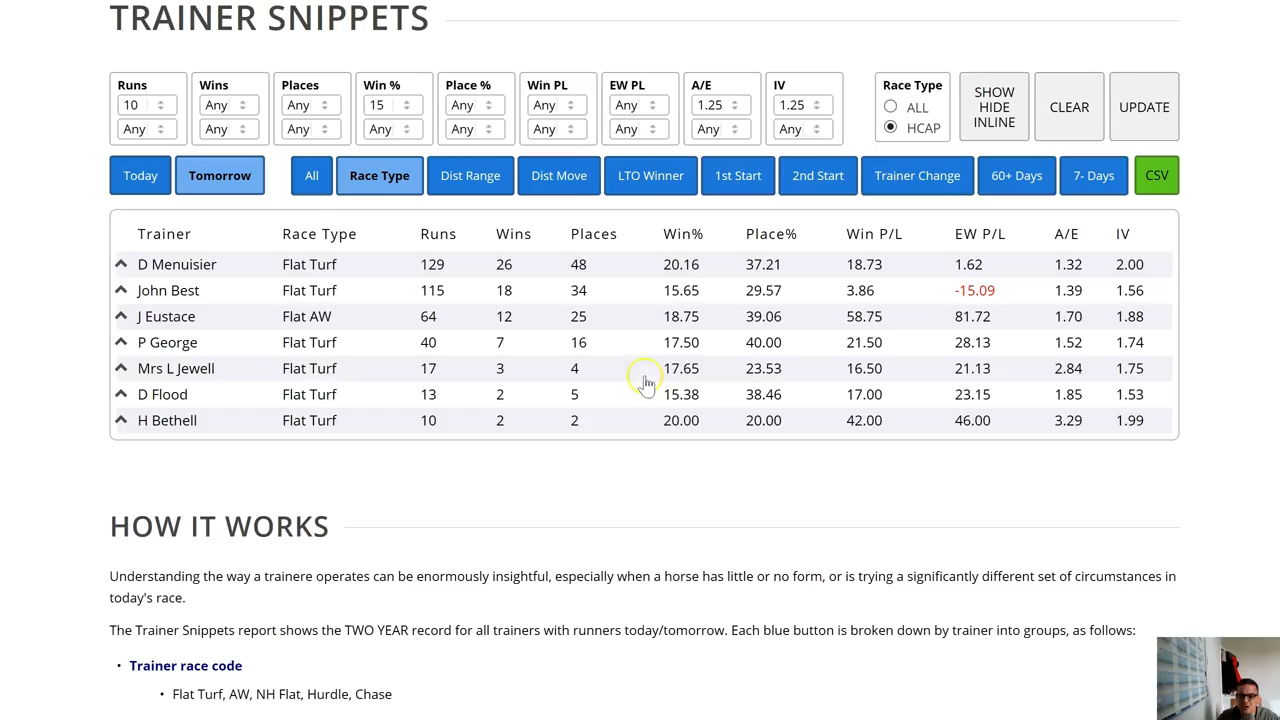 TRAINER SNIPPETS
Runs Wins Places Win % Place % Win PL EW PL A/E IV Race Type
10 Any Any 15 Any Any Any 1.25 1.25 ALL
Any Any Any Any Any Any Any Any Any HCAP
SHOW HIDE INLINE
CLEAR
UPDATE
Today Tomorrow All Race Type Dist Range Dist Move LTO Winner 1st Start 2nd Start Trainer Change 60+ Days 7- Days CSV
Trainer Race Type Runs Wins Places Win% Place% Win P/L EW P/L A/E IV
D Menuisier Flat Turf 129 26 48 20.16 37.21 18.73 1.62 1.32 2.00
John Best Flat Turf 115 18 34 15.65 29.57 3.86 -15.09 1.39 1.56
J Eustace Flat AW 64 12 25 18.75 39.06 58.75 81.72 1.70 1.88
P George Flat Turf 40 7 16 17.50 40.00 21.50 28.13 1.52 1.74
Mrs L Jewell Flat Turf 17 3 4 17.65 23.53 16.50 21.13 2.84 1.75
D Flood Flat Turf 13 2 5 15.38 38.46 17.00 23.15 1.85 1.53
H Bethell Flat Turf 10 2 2 20.00 20.00 42.00 46.00 3.29 1.99
HOW IT WORKS
Understanding the way a trainere operates can be enormously insightful, especially when a horse has little or no form, or is trying a significantly different set of circumstances in
today's race.
The Trainer Snippets report shows the TWO YEAR record for all trainers with runners today/tomorrow. Each blue button is broken down by trainer into groups, as follows:
• Trainer race code
• Flat Turf, AW, NH Flat, Hurdle, Chase